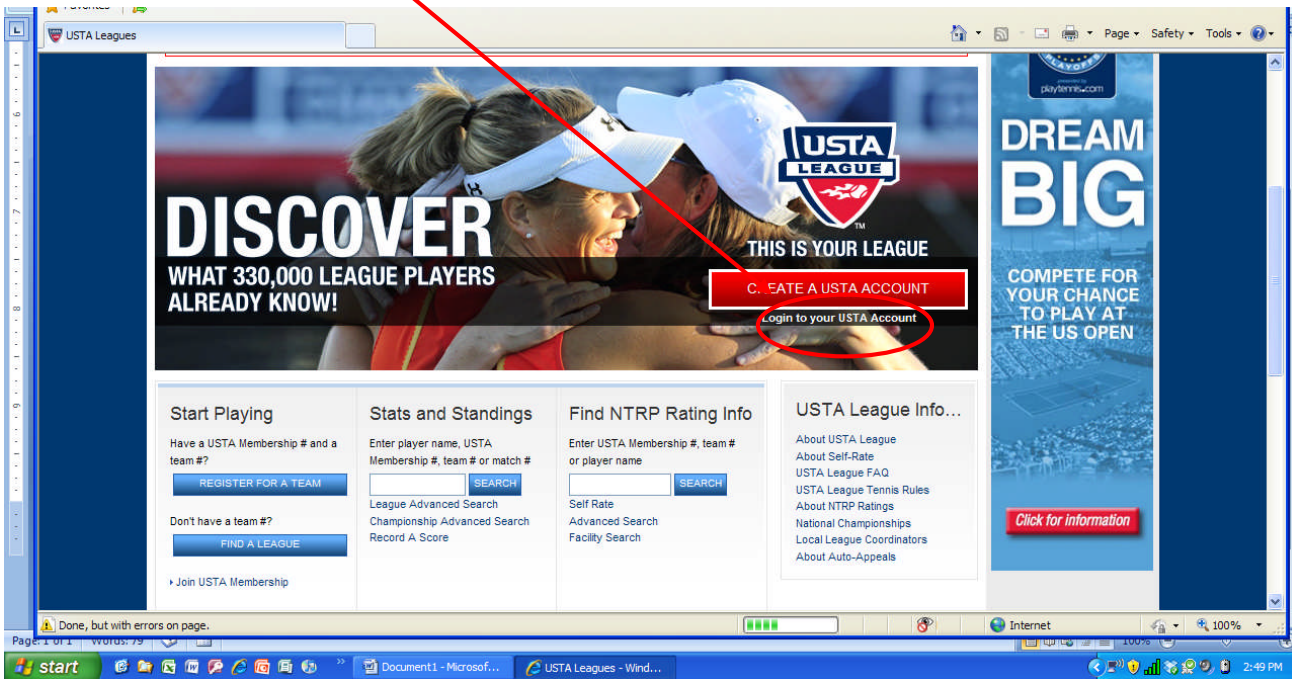 Favorites
USTA Leagues
Page
Safety
Tools
PLAYOFFS
playtennis.com
DREAM
BIG
COMPETE FOR
YOUR CHANCE
TO PLAY AT
THE US OPEN
Click for information
USTA
LEAGUE
TM
THIS IS YOUR LEAGUE
DISCOVER
WHAT 330,000 LEAGUE PLAYERS
ALREADY KNOW!
CREATE A USTA ACCOUNT
Login to your USTA Account
Start Playing
Have a USTA Membership # and a
team #?
REGISTER FOR A TEAM
Don't have a team #?
FIND A LEAGUE
Join USTA Membership
Stats and Standings
Enter player name, USTA
Membership #, team # or match #
SEARCH
League Advanced Search
Championship Advanced Search
Record A Score
Find NTRP Rating Info
Enter USTA Membership #, team #
or player name
SEARCH
Self Rate
Advanced Search
Facility Search
USTA League Info...
About USTA League
About Self-Rate
USTA League FAQ
USTA League Tennis Rules
About NTRP Ratings
National Championships
Local League Coordinators
About Auto-Appeals
Done, but with errors on page.
Internet
100%
Page: 1 of 1 Words: 79
100%
start
Document1 - Microsof...
USTA Leagues - Wind...
2:49 PM